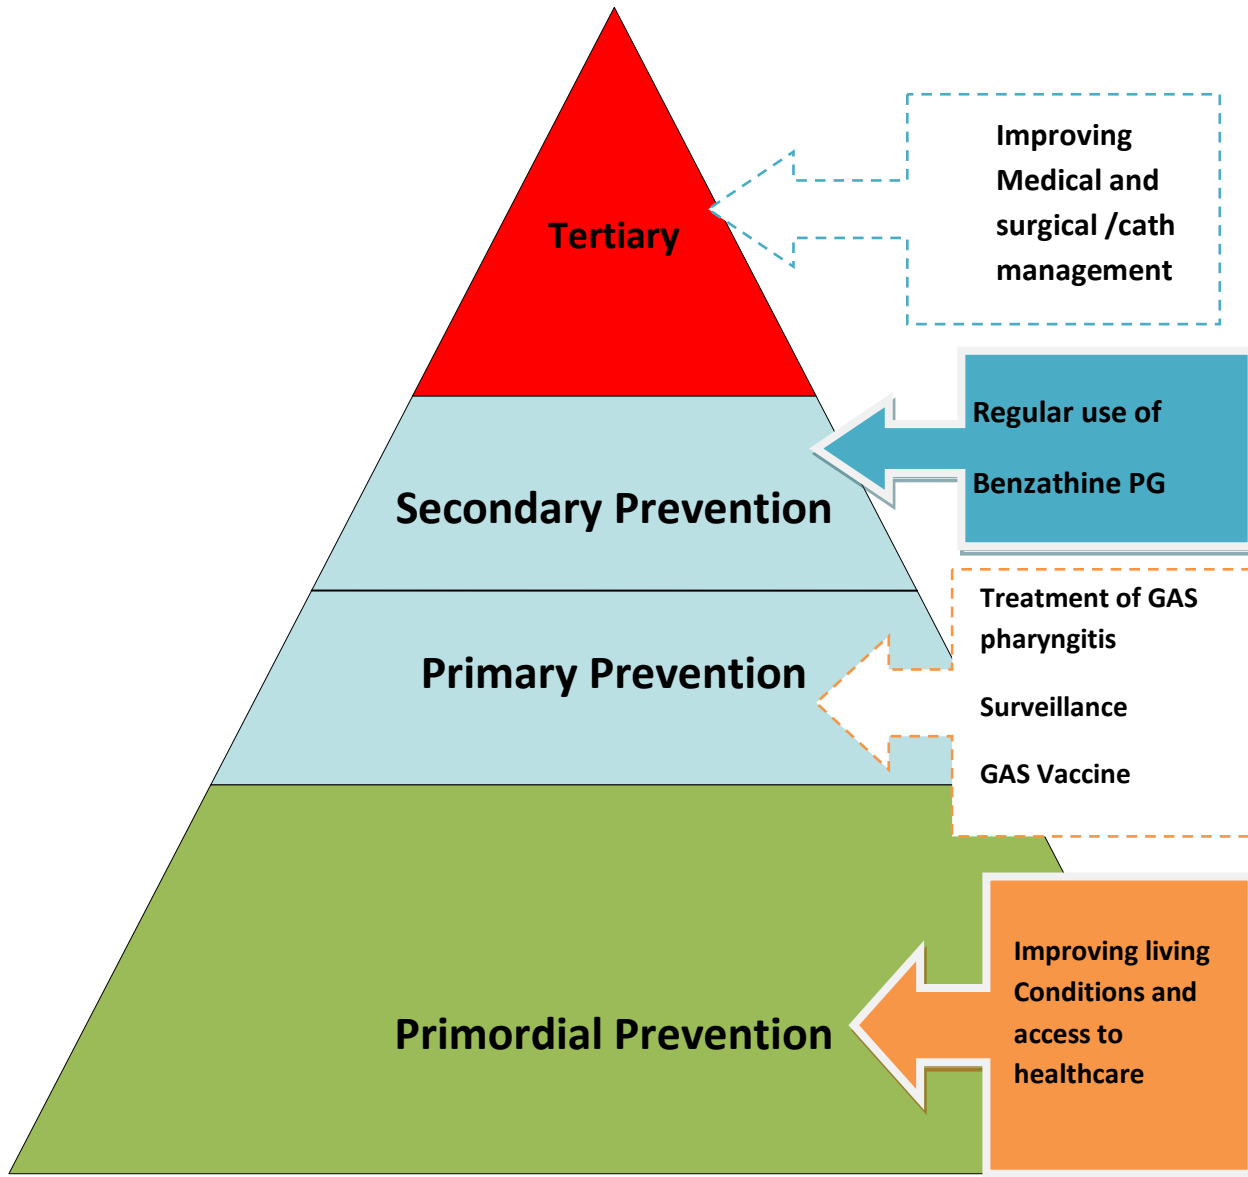 Tertiary
Improving
Medical and
surgical /cath
management
Secondary Prevention
Regular use of
Benzathine PG
Primary Prevention
Treatment of GAS
pharyngitis
Surveillance
GAS Vaccine
Primordial Prevention
Improving living
Conditions and
access to
healthcare